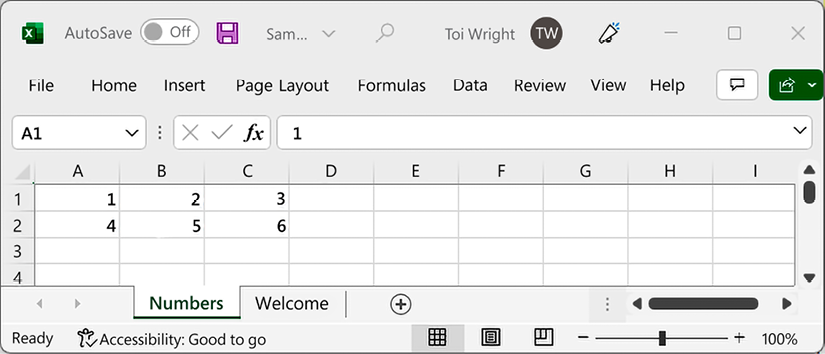 AutoSave Off Sam... Toi Wright TW
File Home Insert Page Layout Formulas Data Review View Help
A1 fx 1
A B C D E F G H I
1 1 2 3
2 4 5 6
3
4
Numbers Welcome
Ready Accessibility: Good to go 100%